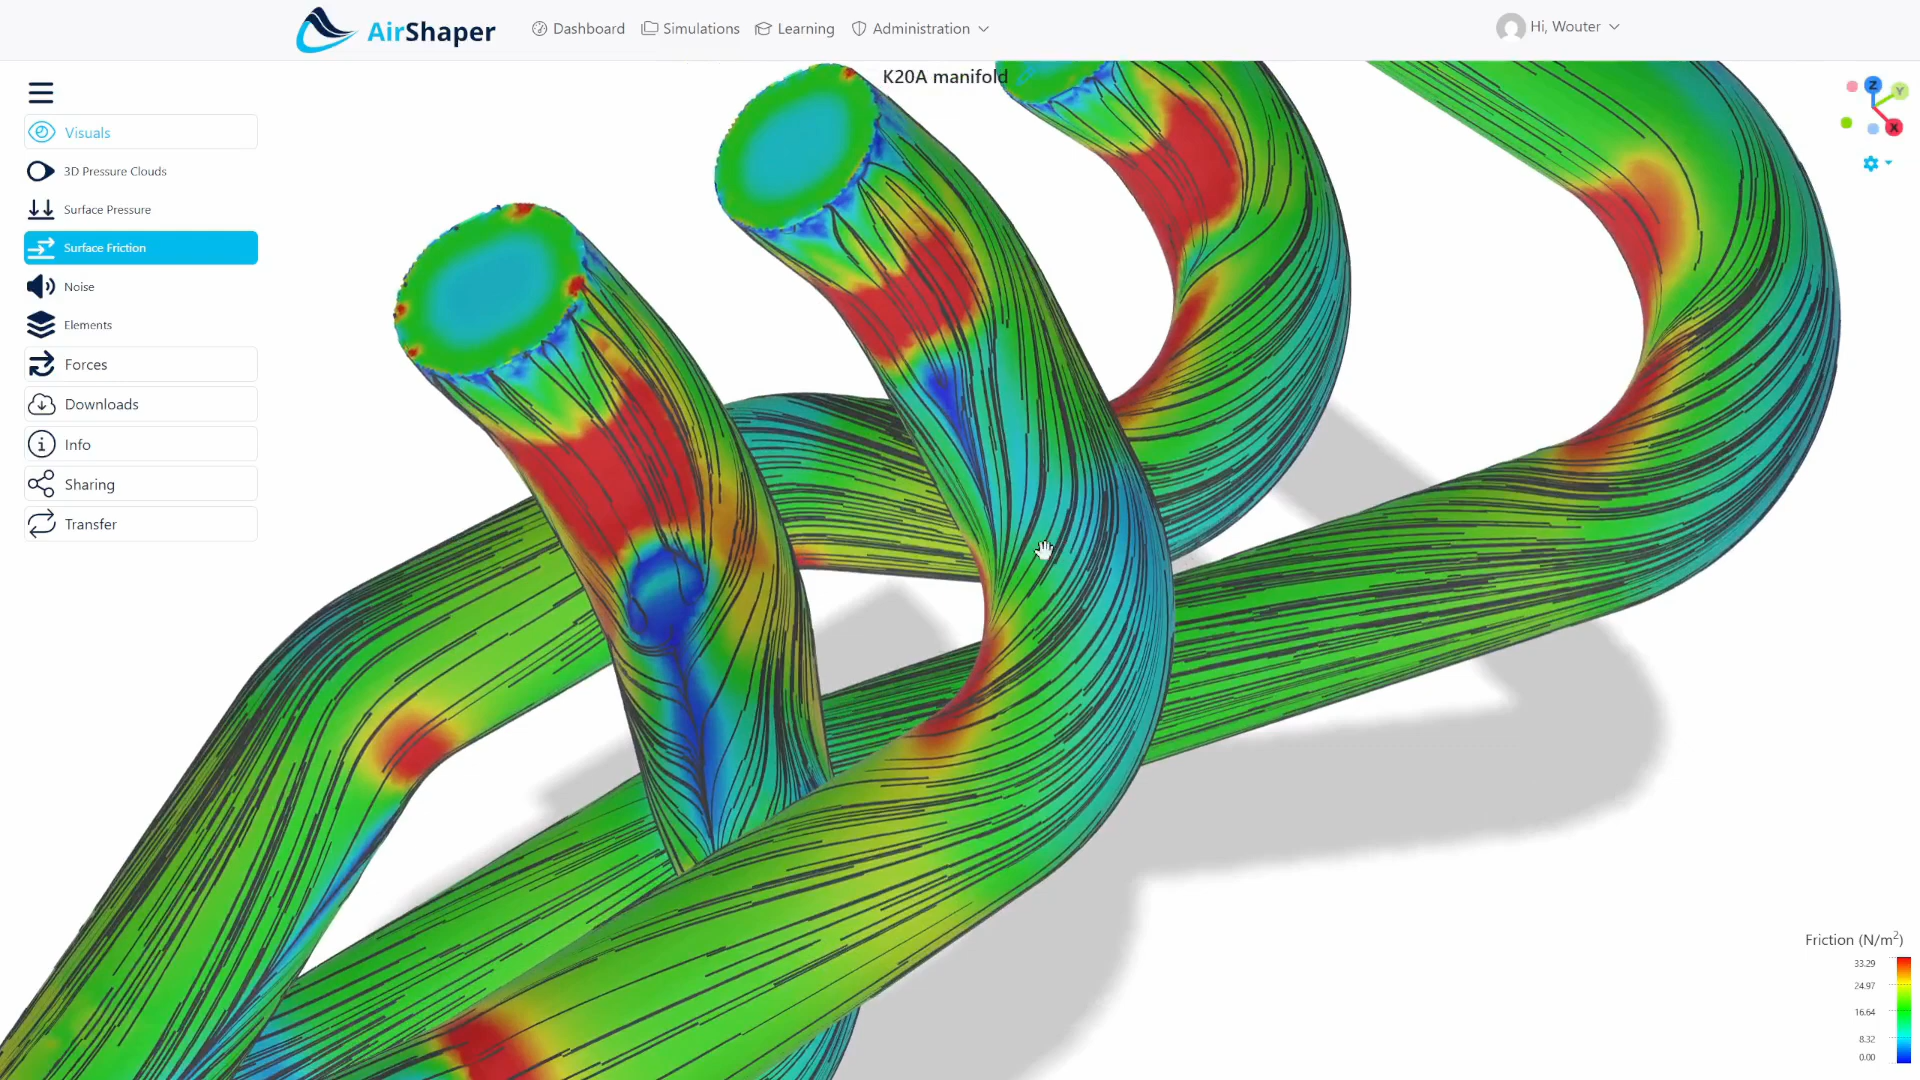 AirShaper
Dashboard
Simulations
Learning
Administration
Hi, Wouter
K20A manifold
Visuals
3D Pressure Clouds
Surface Pressure
Surface Friction
Noise
Elements
Forces
Downloads
Info
Sharing
Transfer
Z
Y
X
Friction (N/m²)
33.29
24.97
16.64
8.32
0.00